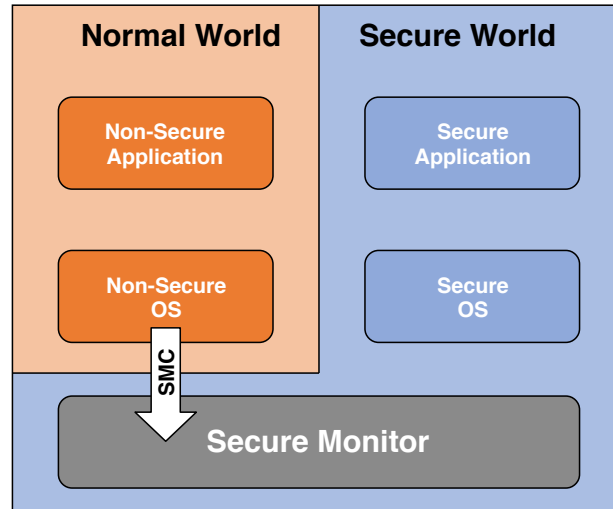 Normal World
Secure World
Non-Secure
Application
Secure
Application
Non-Secure
OS
Secure
OS
SMC
Secure Monitor